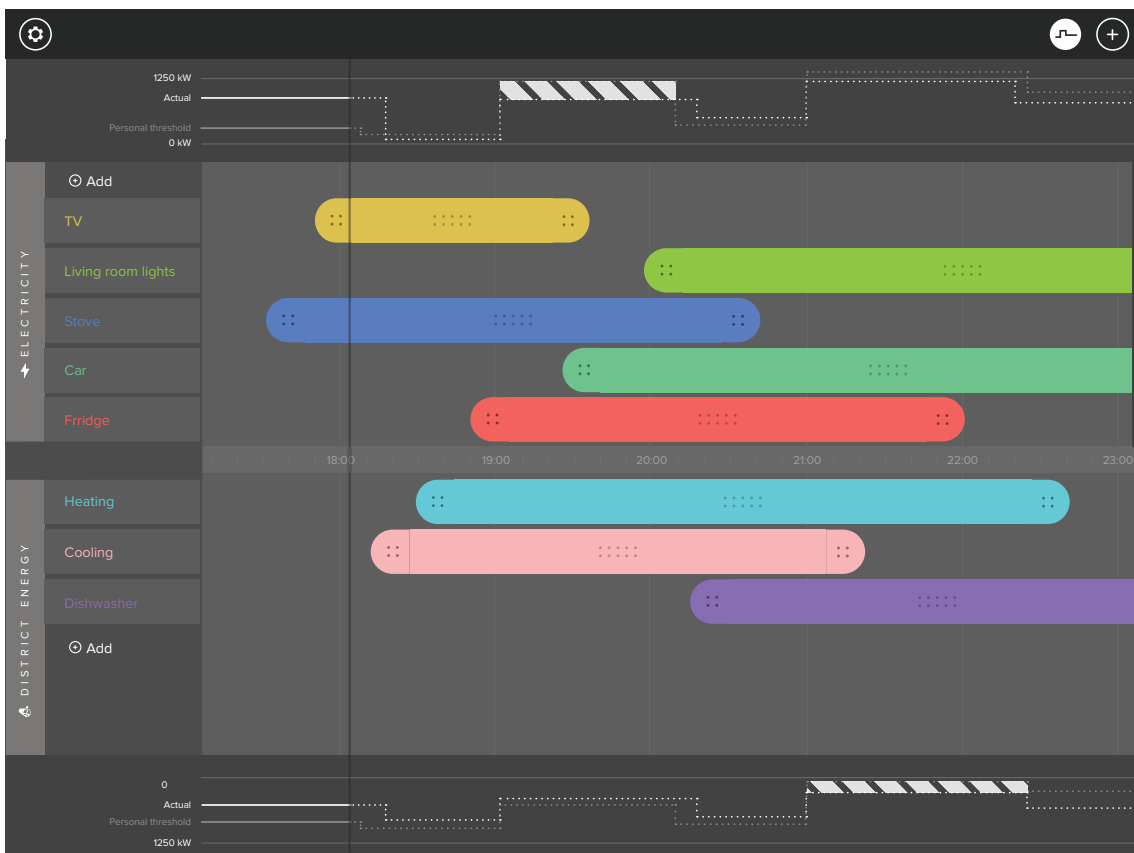 1250 kW
Actual
Personal threshold
0 kW
Add
ELECTRICITY
TV
Living room lights
Stove
Car
Frridge
18:00 19:00 20:00 21:00 22:00 23:00
DISTRICT ENERGY
Heating
Cooling
Dishwasher
Add
0
Actual
Personal threshold
1250 kW